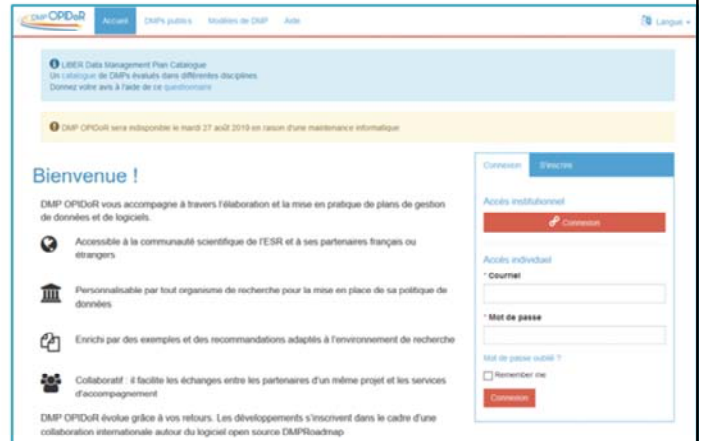 DMP OPIDoR
Accueil DMPs publics Modèles de DMP Aide Langue
LIBER Data Management Plan Catalogue
Un catalogue de DMPs évalués dans différentes disciplines
Donnez votre avis à l'aide de ce questionnaire
DMP OPIDoR sera indisponible le mardi 27 août 2019 en raison d'une maintenance informatique
Bienvenue !
DMP OPIDoR vous accompagne à travers l'élaboration et la mise en pratique de plans de gestion
de données et de logiciels.
Accessible à la communauté scientifique de l'ESR et à ses partenaires français ou
étrangers
Personnalisable par tout organisme de recherche pour la mise en place de sa politique de
données
Enrichi par des exemples et des recommandations adaptés à l'environnement de recherche
Collaboratif : il facilite les échanges entre les partenaires d'un même projet et les services
d'accompagnement
DMP OPIDoR évolue grâce à vos retours. Les développements s'inscrivent dans le cadre d'une
collaboration internationale autour du logiciel open source DMPRoadmap
Connexion S'inscrire
Accès institutionnel
Connexion
Accès individuel
* Courriel
* Mot de passe
Mot de passe oublié ?
Remember me
Connexion